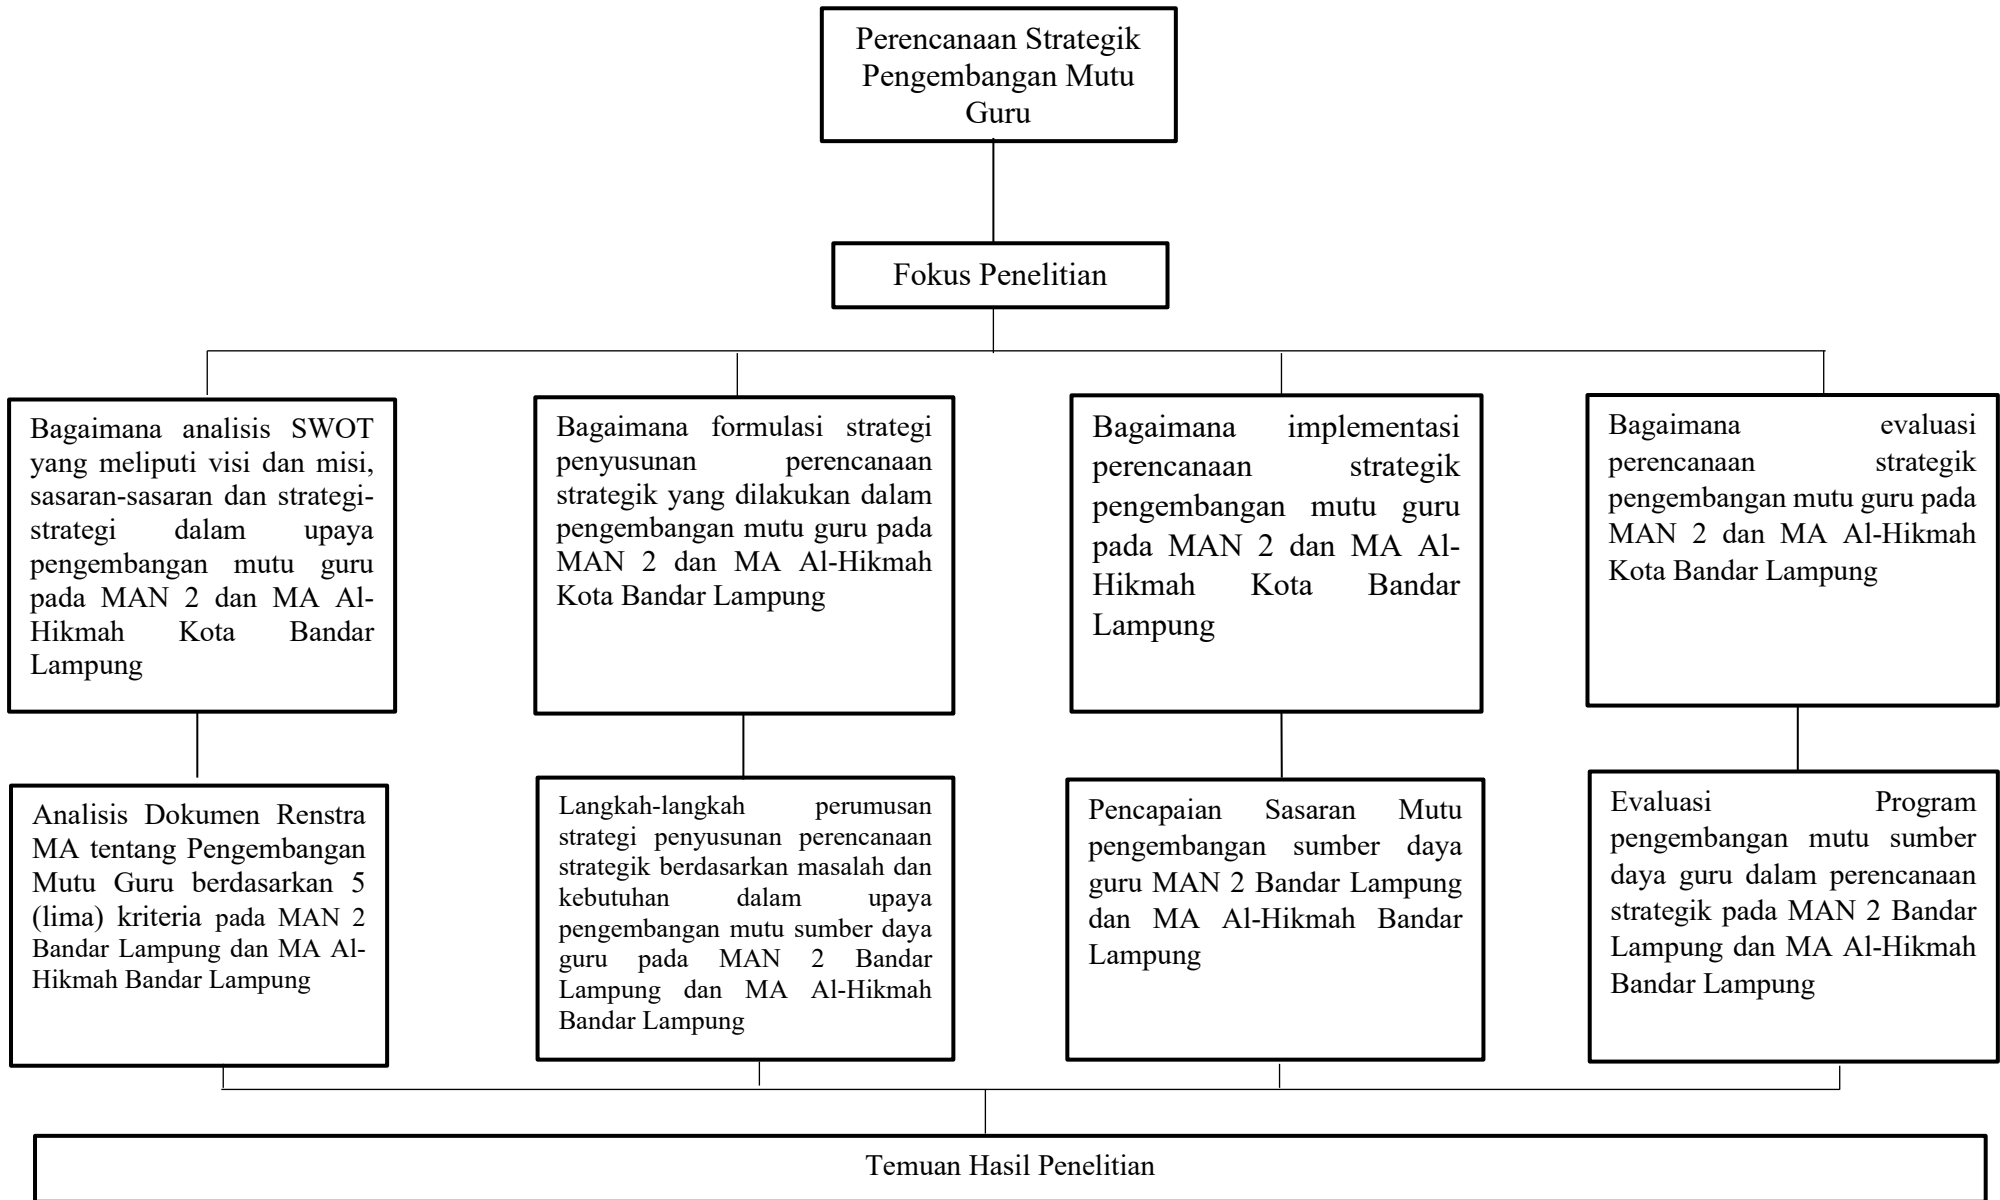 Perencanaan Strategik
Pengembangan Mutu
Guru
Fokus Penelitian
Bagaimana analisis SWOT
yang meliputi visi dan misi,
sasaran-sasaran dan strategi-
strategi dalam upaya
pengembangan mutu guru
pada MAN 2 dan MA Al-
Hikmah Kota Bandar
Lampung
Bagaimana formulasi strategi
penyusunan perencanaan
strategik yang dilakukan dalam
pengembangan mutu guru pada
MAN 2 dan MA Al-Hikmah
Kota Bandar Lampung
Bagaimana implementasi
perencanaan strategik
pengembangan mutu guru
pada MAN 2 dan MA Al-
Hikmah Kota Bandar
Lampung
Bagaimana evaluasi
perencanaan strategik
pengembangan mutu guru pada
MAN 2 dan MA Al-Hikmah
Kota Bandar Lampung
Analisis Dokumen Renstra
MA tentang Pengembangan
Mutu Guru berdasarkan 5
(lima) kriteria pada MAN 2
Bandar Lampung dan MA Al-
Hikmah Bandar Lampung
Langkah-langkah perumusan
strategi penyusunan perencanaan
strategik berdasarkan masalah dan
kebutuhan dalam upaya
pengembangan mutu sumber daya
guru pada MAN 2 Bandar
Lampung dan MA Al-Hikmah
Bandar Lampung
Pencapaian Sasaran Mutu
pengembangan sumber daya
guru MAN 2 Bandar Lampung
dan MA Al-Hikmah Bandar
Lampung
Evaluasi Program
pengembangan mutu sumber
daya guru dalam perencanaan
strategik pada MAN 2 Bandar
Lampung dan MA Al-Hikmah
Bandar Lampung
Temuan Hasil Penelitian